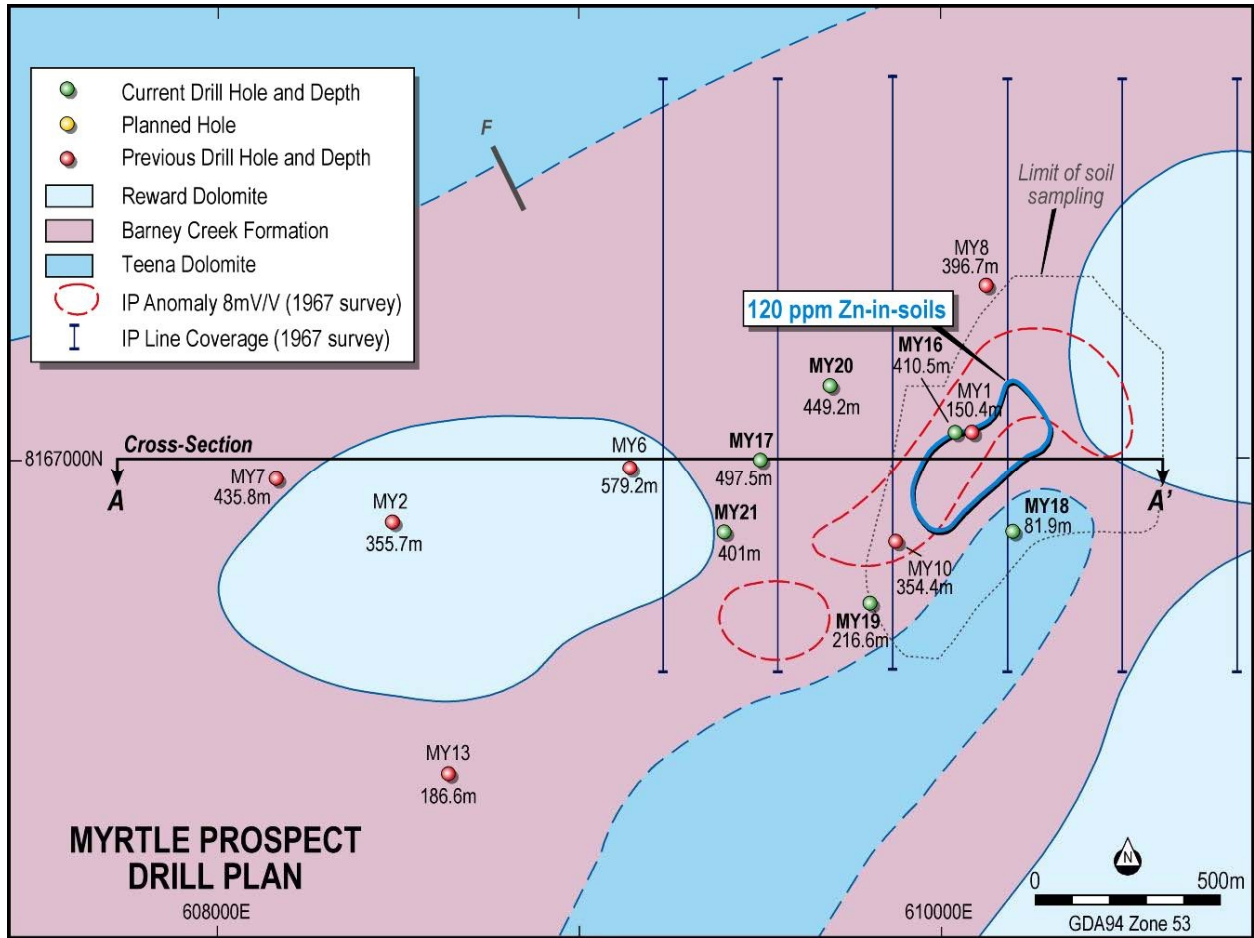 Current Drill Hole and Depth
Planned Hole
Previous Drill Hole and Depth
Reward Dolomite
Barney Creek Formation
Teena Dolomite
IP Anomaly 8mV/V (1967 survey)
IP Line Coverage (1967 survey)
F
Limit of soil
sampling
MY8
396.7m
120 ppm Zn-in-soils
MY16
410.5m
MY1
150.4m
MY20
449.2m
Cross-Section
8167000N
A
A'
MY7
435.8m
MY2
355.7m
MY6
579.2m
MY17
497.5m
MY21
401m
MY18
81.9m
MY10
354.4m
MY19
216.6m
MY13
186.6m
MYRTLE PROSPECT
DRILL PLAN
608000E
610000E
N
0
500m
GDA94 Zone 53